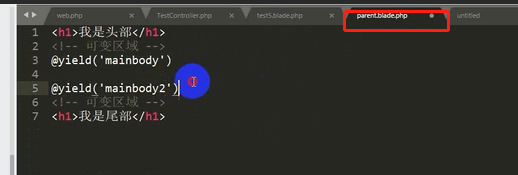 web.php TestController.php test5.blade.php parent.blade.php untitled
1 <h1>我是头部</h1>
2 <!-- 可变区域 -->
3 @yield('mainbody')
4
5 @yield('mainbody2')
6 <!-- 可变区域 -->
7 <h1>我是尾部</h1>